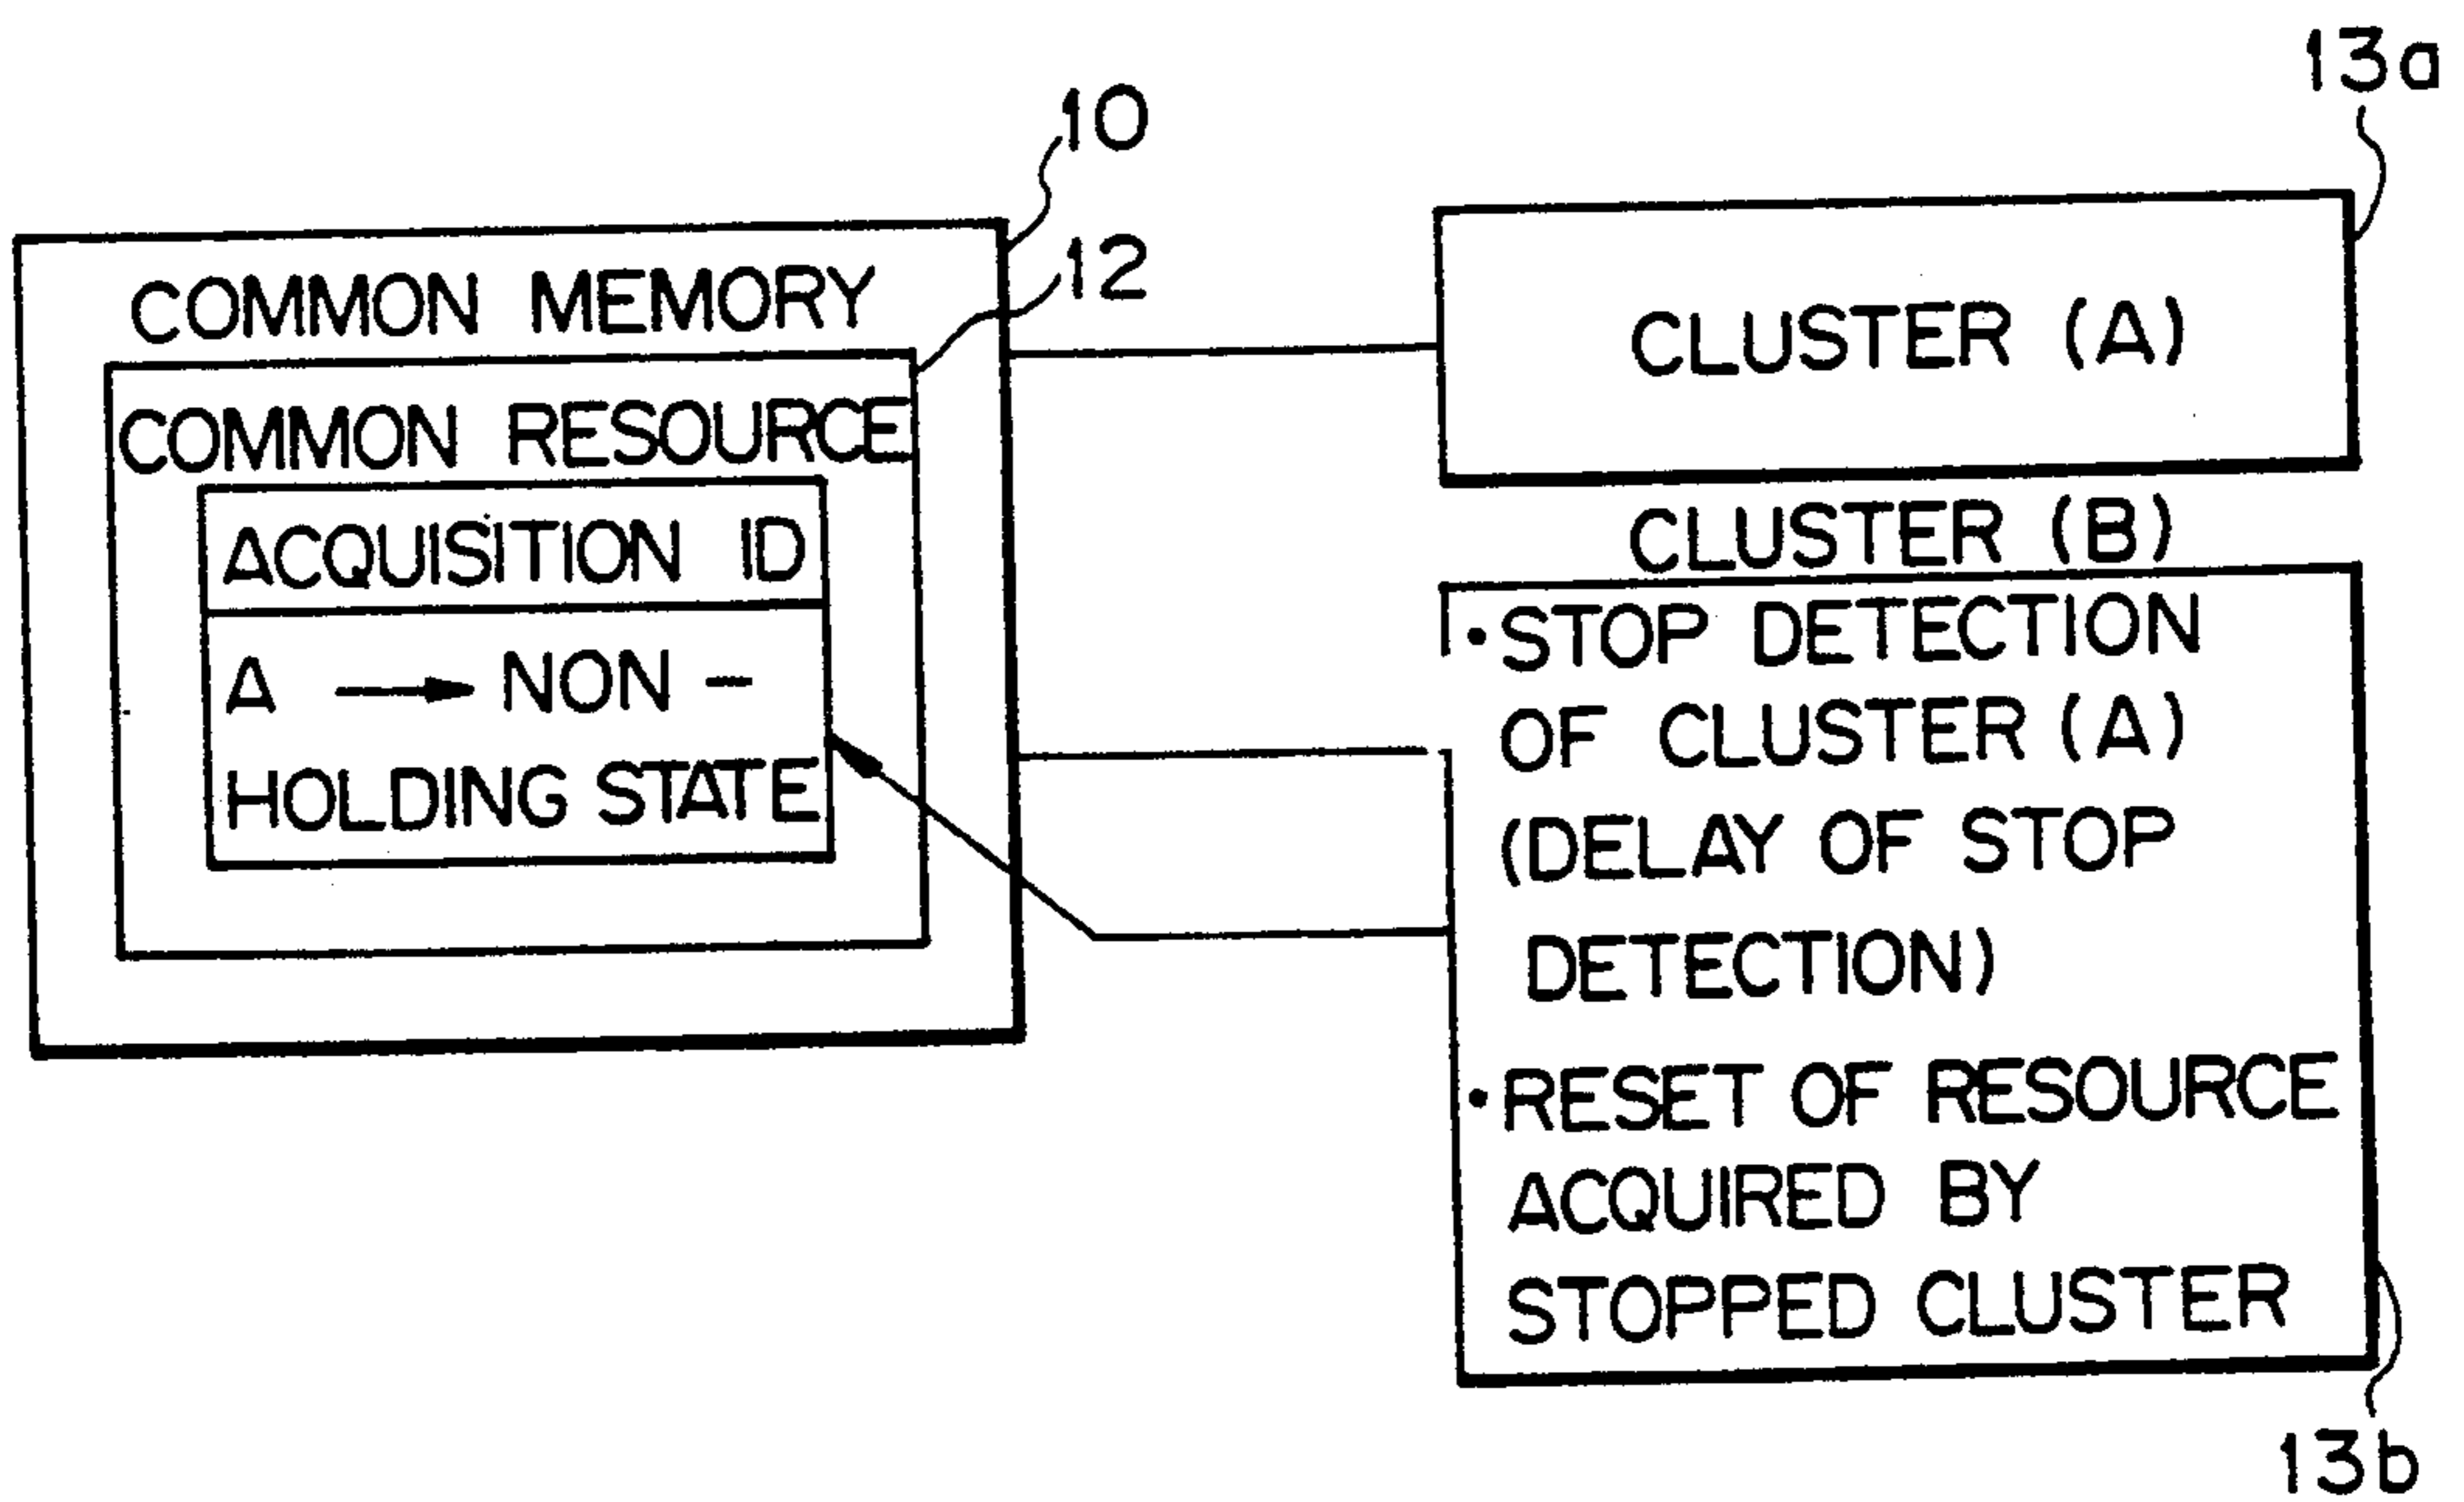 10
12
COMMON MEMORY
COMMON RESOURCE
ACQUISITION ID
A → NON -
HOLDING STATE
13a
CLUSTER (A)
CLUSTER (B)
• STOP DETECTION
OF CLUSTER (A)
(DELAY OF STOP
DETECTION)
• RESET OF RESOURCE
ACQUIRED BY
STOPPED CLUSTER
13b